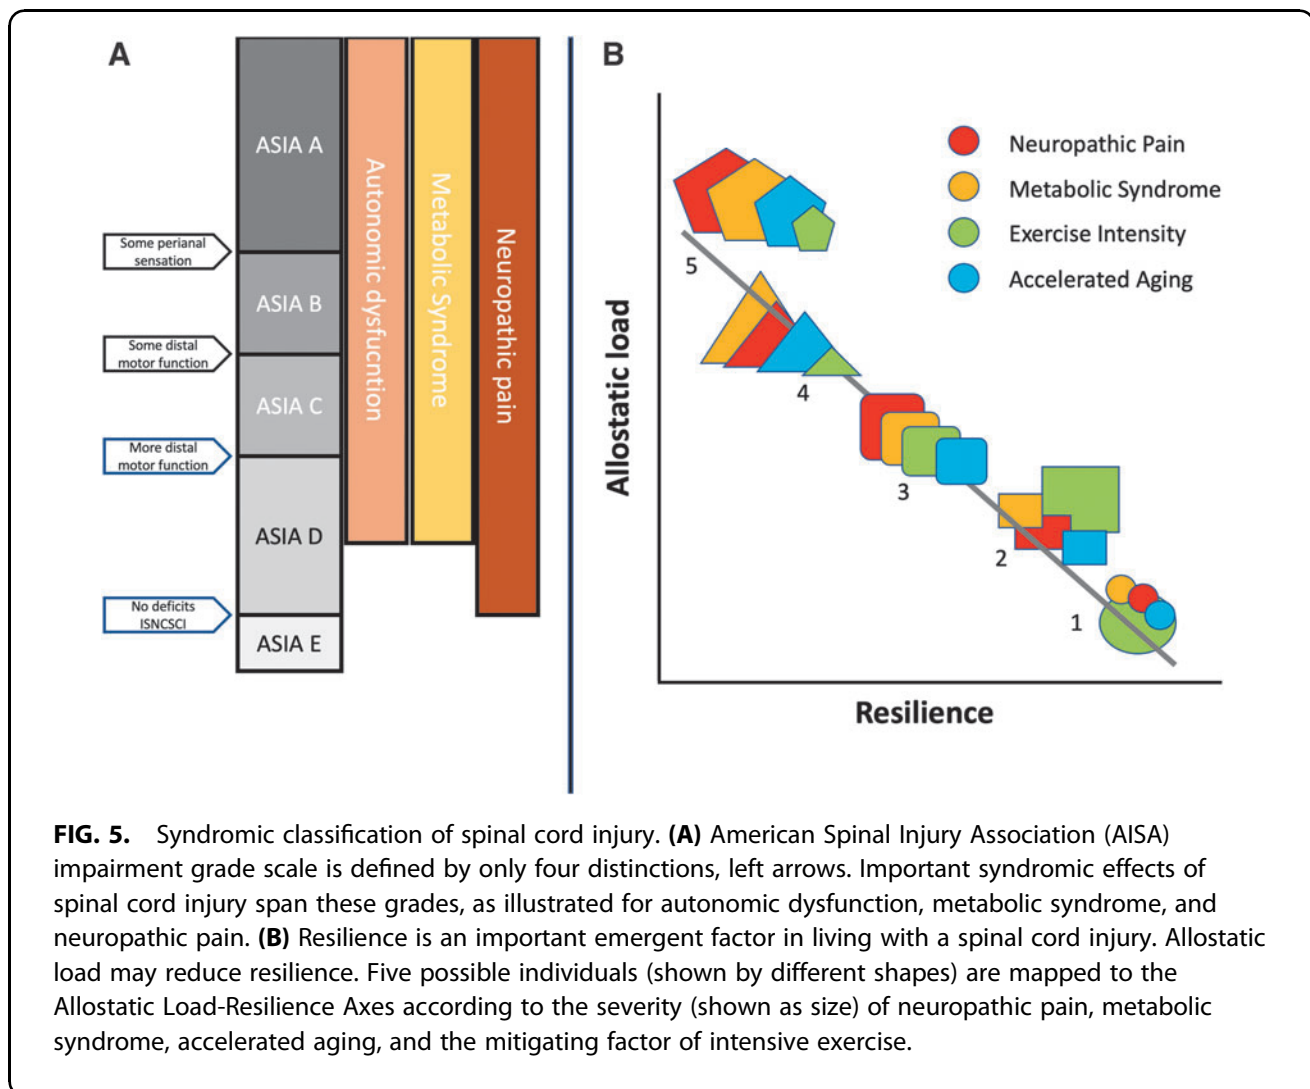 A
ASIA A
Some perianal
sensation
ASIA B
Some distal
motor function
ASIA C
More distal
motor function
ASIA D
No deficits
ISNCSCI
ASIA E
Autonomic dysfucntion
Metabolic Syndrome
Neuropathic pain
B
Neuropathic Pain
Metabolic Syndrome
Exercise Intensity
Accelerated Aging
Allostatic load
5
4
3
2
1
Resilience
FIG. 5. Syndromic classification of spinal cord injury. (A) American Spinal Injury Association (AISA)
impairment grade scale is defined by only four distinctions, left arrows. Important syndromic effects of
spinal cord injury span these grades, as illustrated for autonomic dysfunction, metabolic syndrome, and
neuropathic pain. (B) Resilience is an important emergent factor in living with a spinal cord injury. Allostatic
load may reduce resilience. Five possible individuals (shown by different shapes) are mapped to the
Allostatic Load-Resilience Axes according to the severity (shown as size) of neuropathic pain, metabolic
syndrome, accelerated aging, and the mitigating factor of intensive exercise.